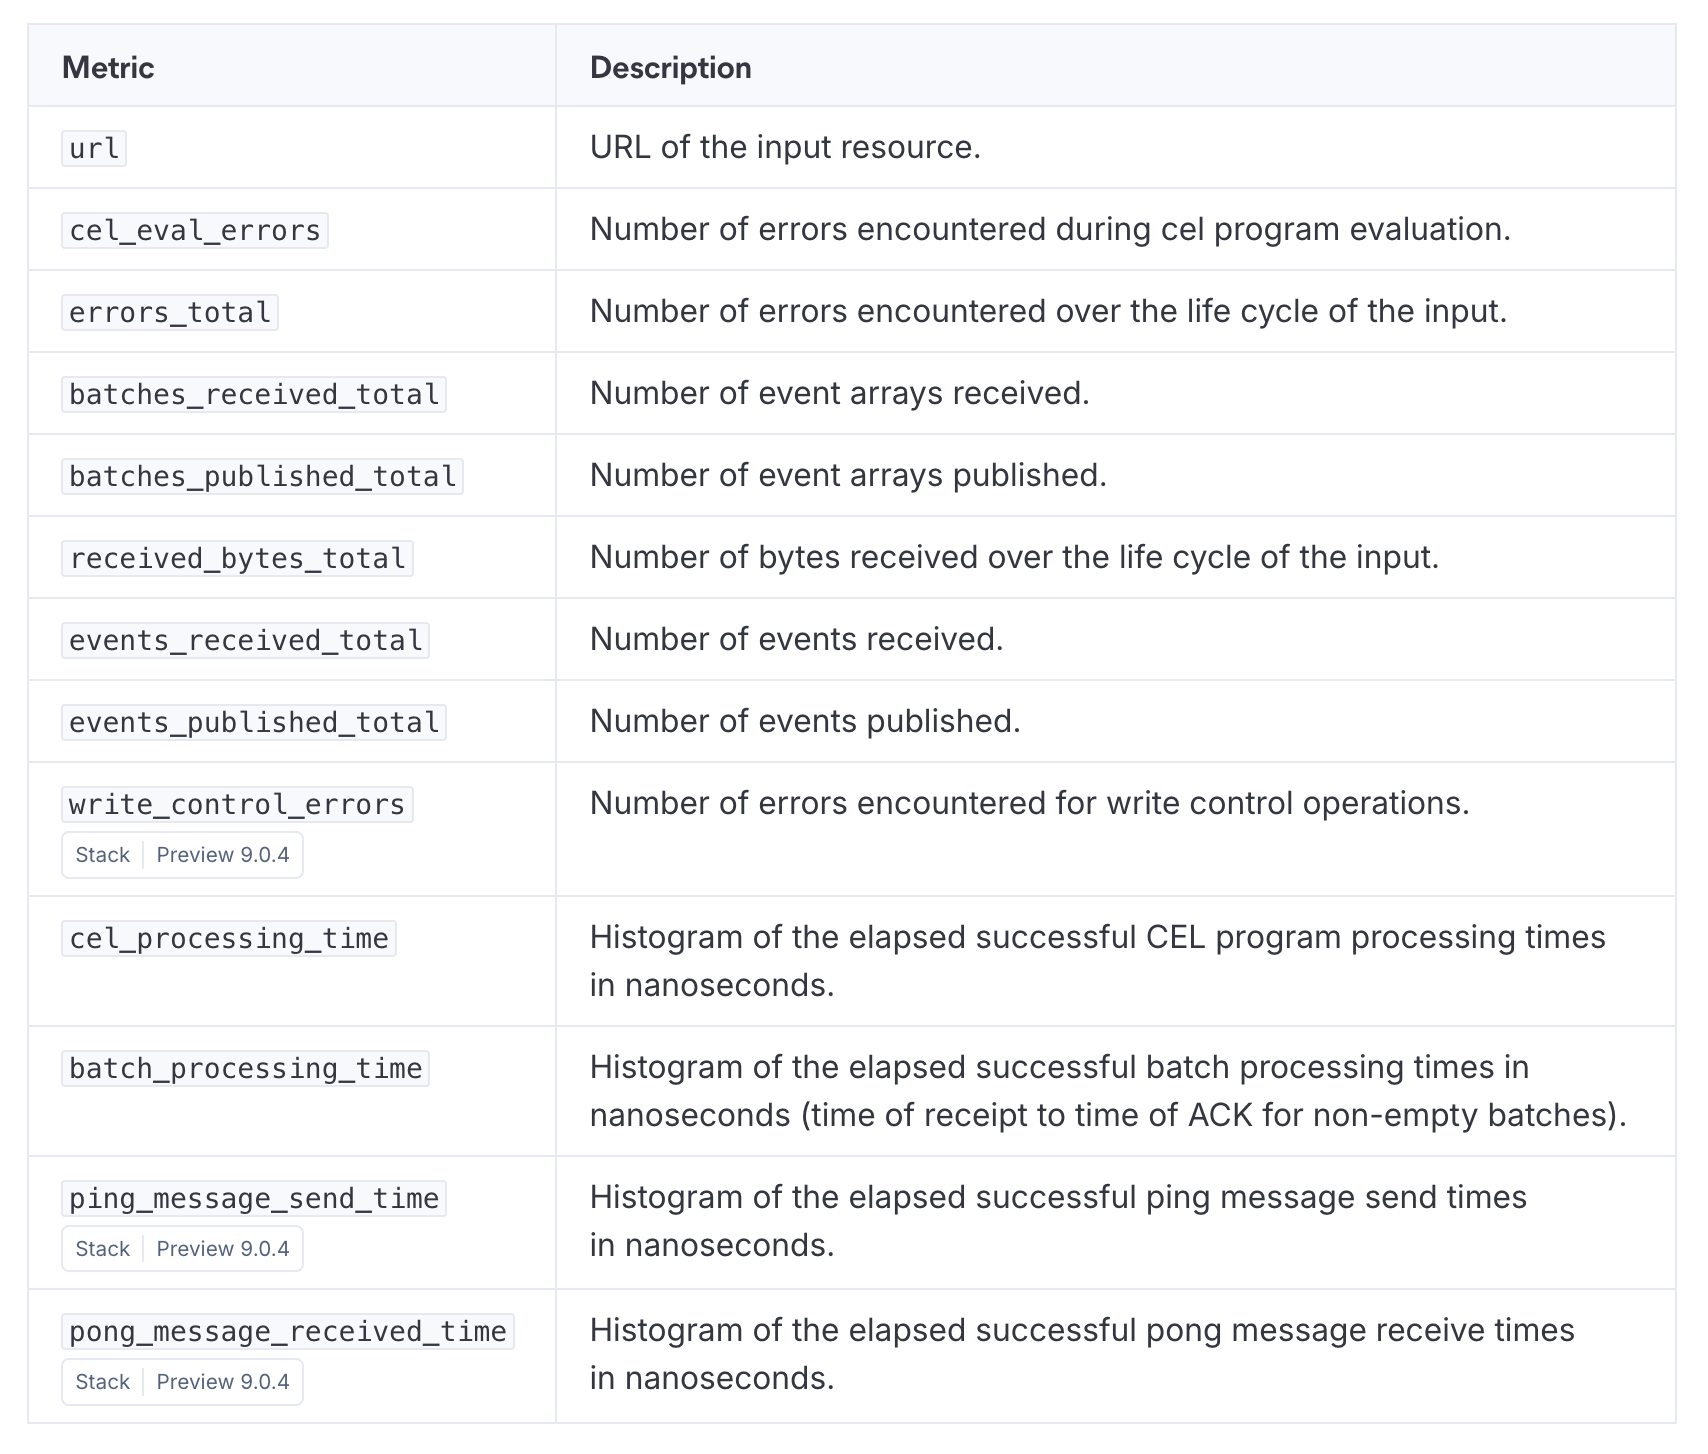 Metric Description
url URL of the input resource.
cel_eval_errors Number of errors encountered during cel program evaluation.
errors_total Number of errors encountered over the life cycle of the input.
batches_received_total Number of event arrays received.
batches_published_total Number of event arrays published.
received_bytes_total Number of bytes received over the life cycle of the input.
events_received_total Number of events received.
events_published_total Number of events published.
write_control_errors Number of errors encountered for write control operations.
Stack Preview 9.0.4
cel_processing_time Histogram of the elapsed successful CEL program processing times
in nanoseconds.
batch_processing_time Histogram of the elapsed successful batch processing times in
nanoseconds (time of receipt to time of ACK for non-empty batches).
ping_message_send_time Histogram of the elapsed successful ping message send times
Stack Preview 9.0.4 in nanoseconds.
pong_message_received_time Histogram of the elapsed successful pong message receive times
Stack Preview 9.0.4 in nanoseconds.